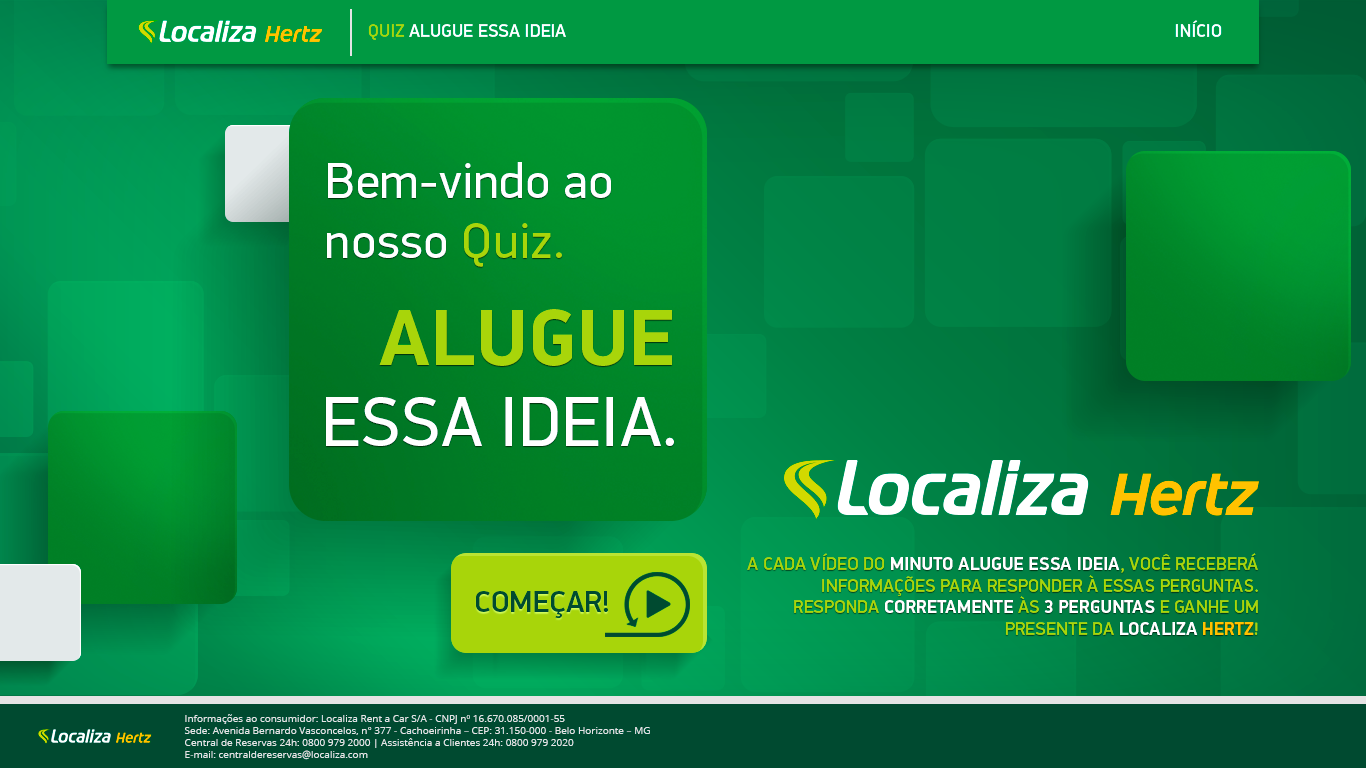 Localiza Hertz
QUIZ ALUGUE ESSA IDEIA
INÍCIO
Bem-vindo ao
nosso Quiz.
ALUGUE
ESSA IDEIA.
COMEÇAR!
Localiza Hertz
A CADA VÍDEO DO MINUTO ALUGUE ESSA IDEIA, VOCÊ RECEBERÁ
INFORMAÇÕES PARA RESPONDER À ESSAS PERGUNTAS.
RESPONDA CORRETAMENTE ÀS 3 PERGUNTAS E GANHE UM
PRESENTE DA LOCALIZA HERTZ!
Localiza Hertz
Informações ao consumidor: Localiza Rent a Car S/A - CNPJ nº 16.670.085/0001-55
Sede: Avenida Bernardo Vasconcelos, n° 377 - Cachoeirinha – CEP: 31.150-000 - Belo Horizonte – MG
Central de Reservas 24h: 0800 979 2000 | Assistência a Clientes 24h: 0800 979 2020
E-mail: centraldereservas@localiza.com